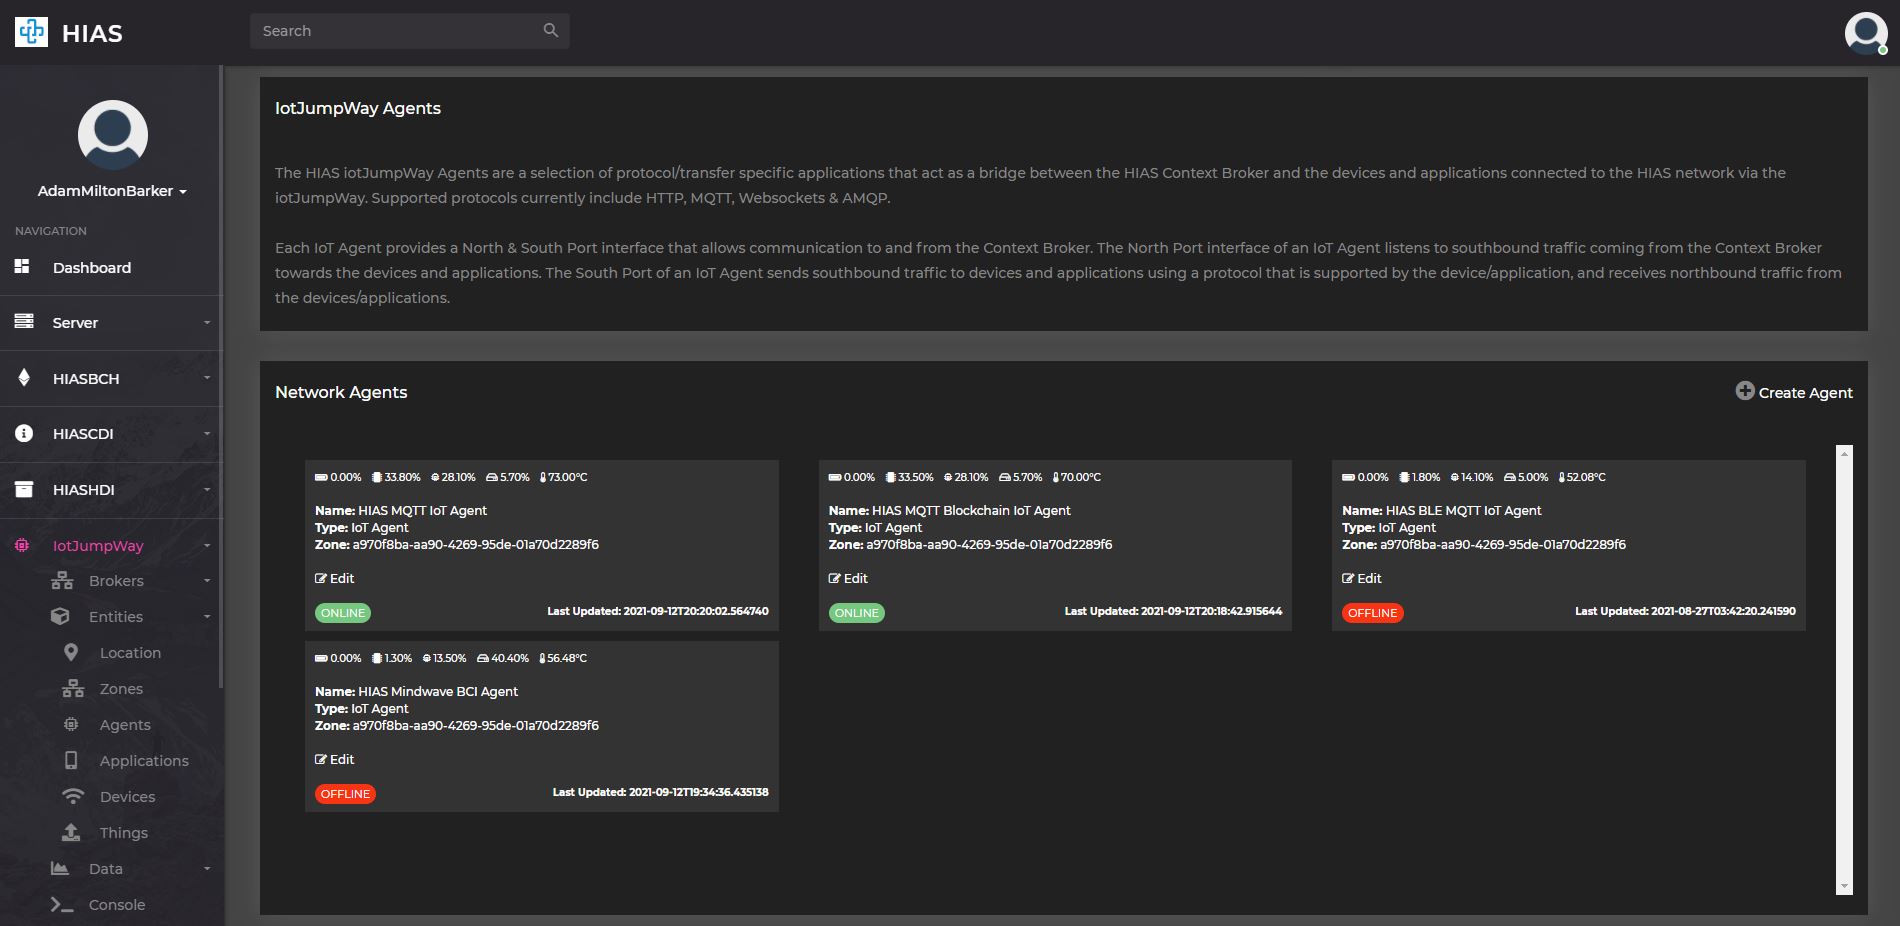 HIAS
Search
AdamMiltonBarker
NAVIGATION
Dashboard
Server
HIASBCH
HIASCDI
HIASHDI
IotJumpWay
Brokers
Entities
Location
Zones
Agents
Applications
Devices
Things
Data
Console
IotJumpWay Agents
The HIAS iotJumpWay Agents are a selection of protocol/transfer specific applications that act as a bridge between the HIAS Context Broker and the devices and applications connected to the HIAS network via the
iotJumpWay. Supported protocols currently include HTTP, MQTT, Websockets & AMQP.
Each IoT Agent provides a North & South Port interface that allows communication to and from the Context Broker. The North Port interface of an IoT Agent listens to southbound traffic coming from the Context Broker
towards the devices and applications. The South Port of an IoT Agent sends southbound traffic to devices and applications using a protocol that is supported by the device/application, and receives northbound traffic from
the devices/applications.
Network Agents
Create Agent
0.00% 33.80% 28.10% 5.70% 73.00°C
Name: HIAS MQTT IoT Agent
Type: IoT Agent
Zone: a970f8ba-aa90-4269-95de-01a70d2289f6
Edit
ONLINE Last Updated: 2021-09-12T20:20:02.564740
0.00% 33.50% 28.10% 5.70% 70.00°C
Name: HIAS MQTT Blockchain IoT Agent
Type: IoT Agent
Zone: a970f8ba-aa90-4269-95de-01a70d2289f6
Edit
ONLINE Last Updated: 2021-09-12T20:18:42.915644
0.00% 1.80% 14.10% 5.00% 52.08°C
Name: HIAS BLE MQTT IoT Agent
Type: IoT Agent
Zone: a970f8ba-aa90-4269-95de-01a70d2289f6
Edit
OFFLINE Last Updated: 2021-08-27T03:42:20.241590
0.00% 1.30% 13.50% 40.40% 56.48°C
Name: HIAS Mindwave BCI Agent
Type: IoT Agent
Zone: a970f8ba-aa90-4269-95de-01a70d2289f6
Edit
OFFLINE Last Updated: 2021-09-12T19:34:36.435138